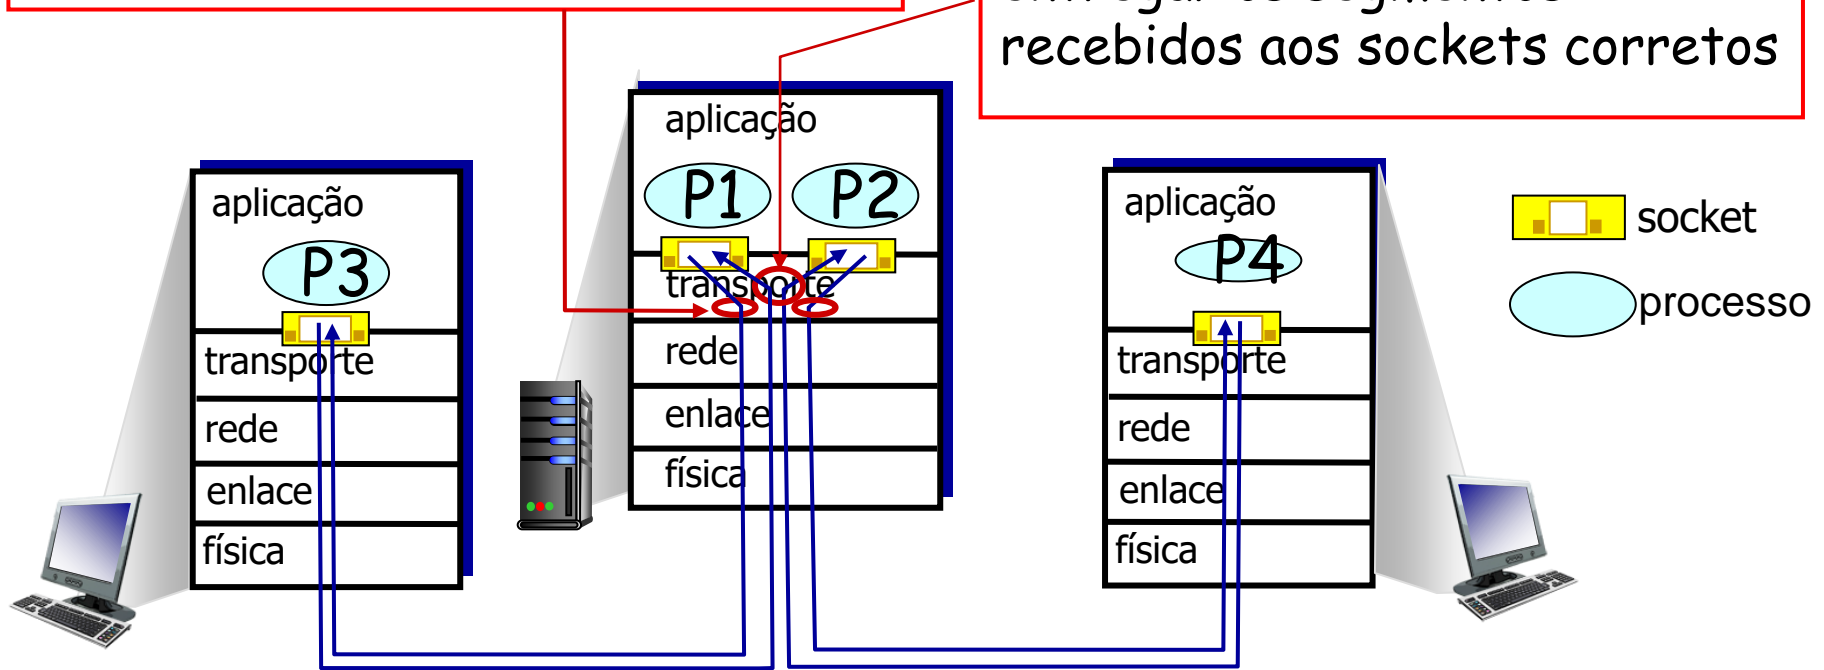 recebidos aos sockets corretos
aplicação
P1
P2
transporte
rede
enlace
física
aplicação
P3
transporte
rede
enlace
física
aplicação
P4
transporte
rede
enlace
física
socket
processo